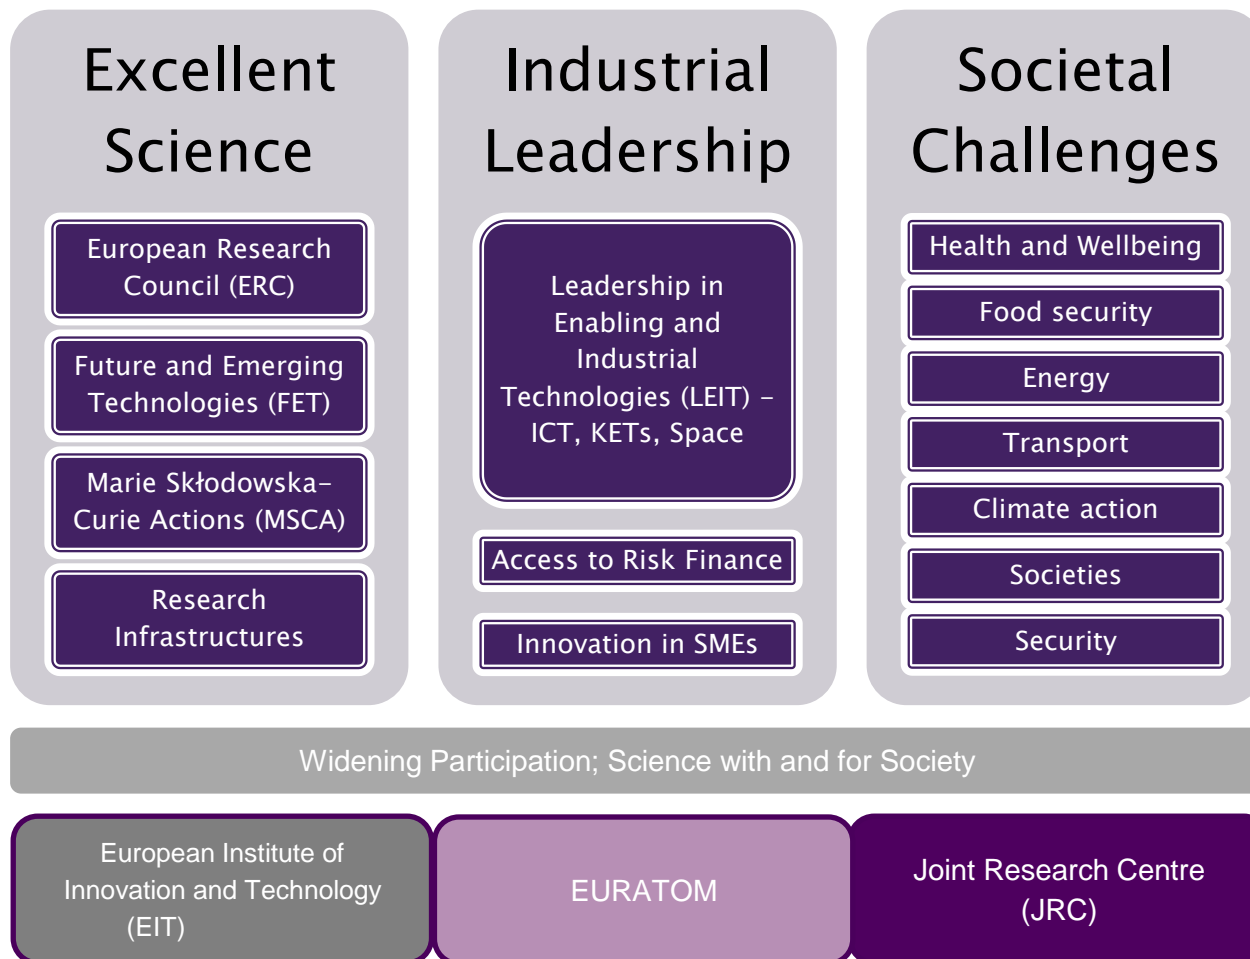 Excellent
Science
European Research
Council (ERC)
Future and Emerging
Technologies (FET)
Marie Skłodowska–
Curie Actions (MSCA)
Research
Infrastructures
Industrial
Leadership
Leadership in
Enabling and
Industrial
Technologies (LEIT) –
ICT, KETs, Space
Access to Risk Finance
Innovation in SMEs
Societal
Challenges
Health and Wellbeing
Food security
Energy
Transport
Climate action
Societies
Security
Widening Participation; Science with and for Society
European Institute of
Innovation and Technology
(EIT)
EURATOM
Joint Research Centre
(JRC)